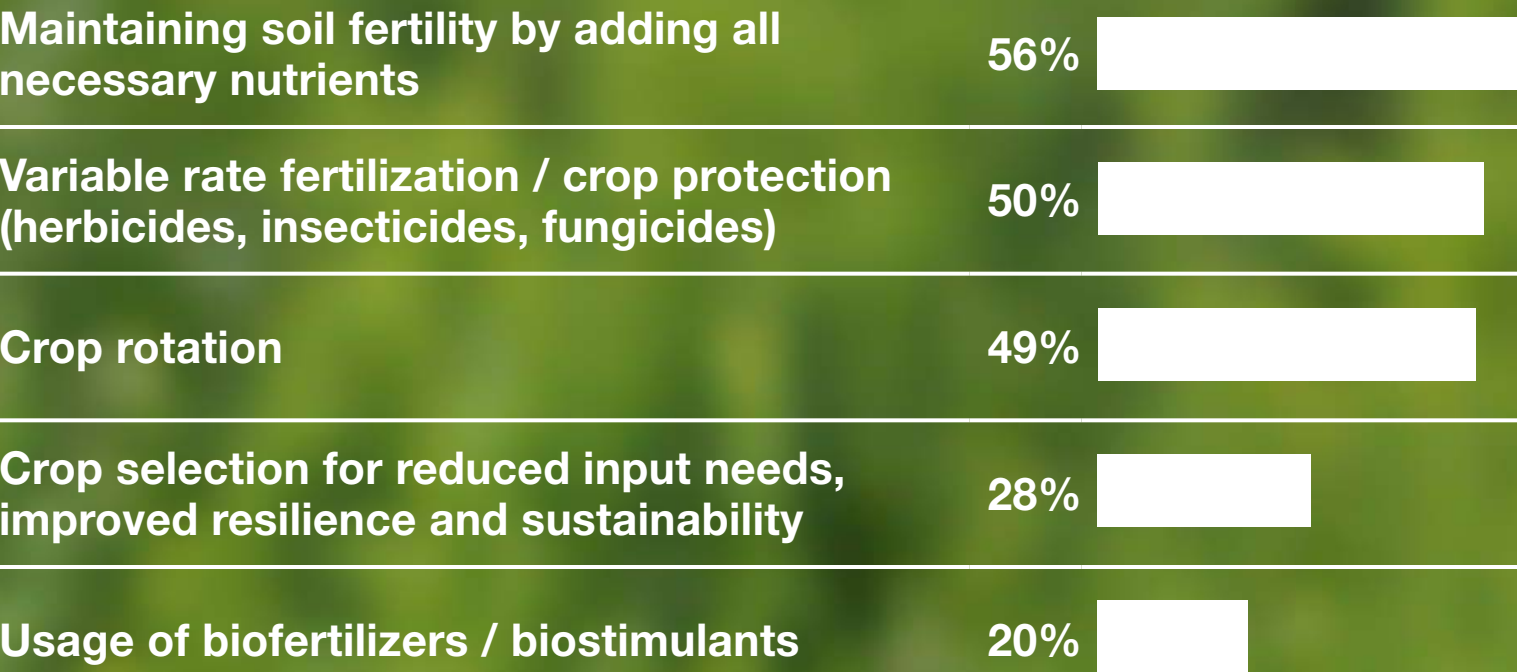 Maintaining soil fertility by adding all
necessary nutrients
56%
Variable rate fertilization / crop protection
(herbicides, insecticides, fungicides)
50%
Crop rotation
49%
Crop selection for reduced input needs,
improved resilience and sustainability
28%
Usage of biofertilizers / biostimulants
20%